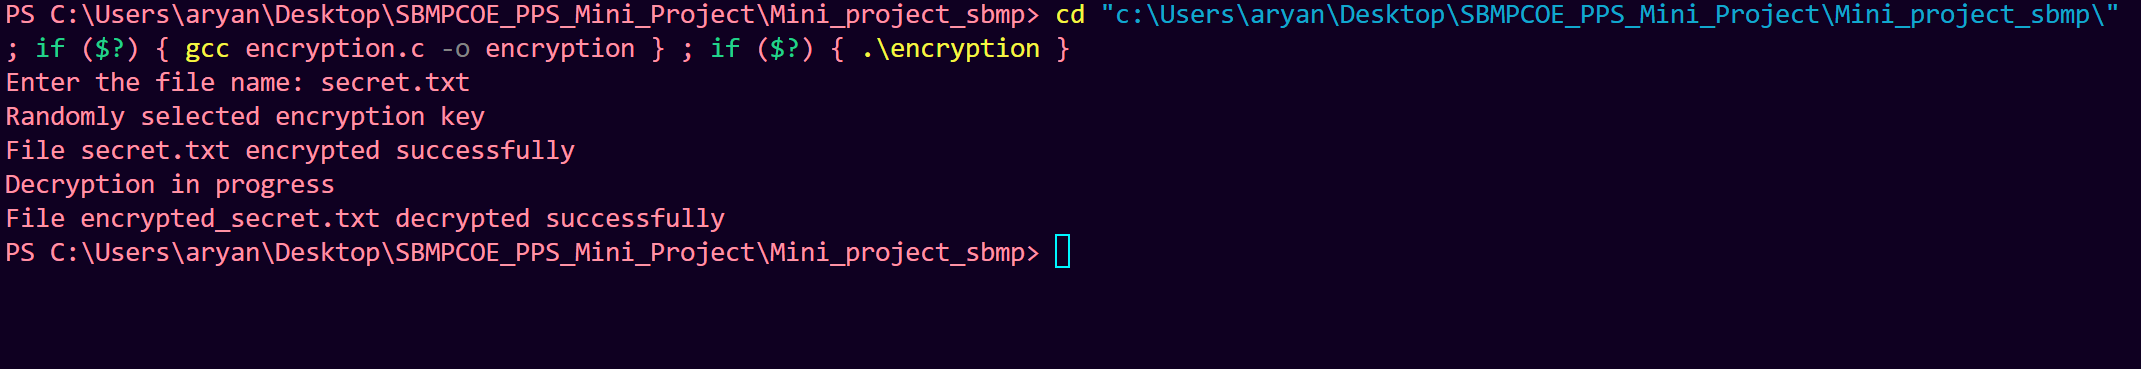 PS C:\Users\aryan\Desktop\SBMPCOE_PPS_Mini_Project\Mini_project_sbmp> cd "c:\Users\aryan\Desktop\SBMPCOE_PPS_Mini_Project\Mini_project_sbmp\"
; if ($?) { gcc encryption.c -o encryption } ; if ($?) { .\encryption }
Enter the file name: secret.txt
Randomly selected encryption key
File secret.txt encrypted successfully
Decryption in progress
File encrypted_secret.txt decrypted successfully
PS C:\Users\aryan\Desktop\SBMPCOE_PPS_Mini_Project\Mini_project_sbmp>